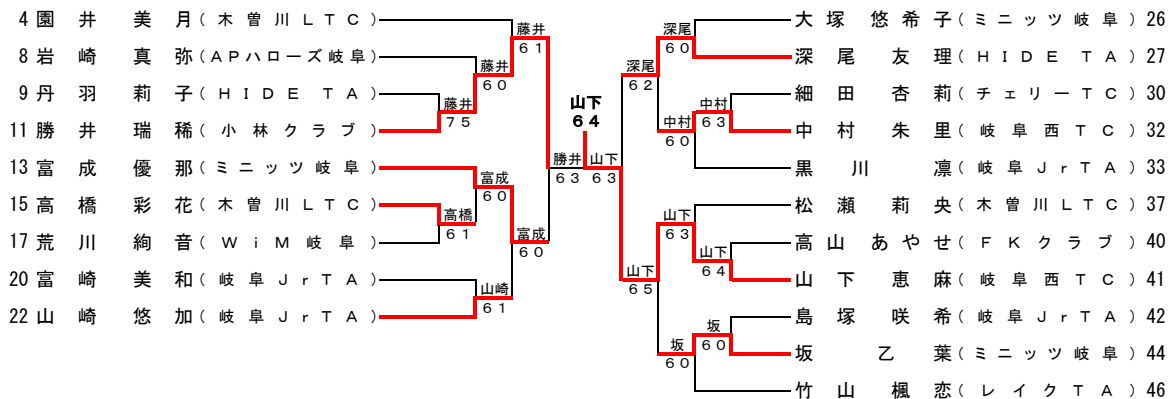 4 園井 美月 (木曽川LTC)
8 岩崎 真弥 (APハローズ岐阜)
9 丹羽 莉子 (HIDE TA)
11 勝井 瑞稀 (小林クラブ)
13 富成 優那 (ミニッツ岐阜)
15 高橋 彩花 (木曽川LTC)
17 荒川 絢音 (WiM岐阜)
20 富崎 美和 (岐阜JrTA)
22 山崎 悠加 (岐阜JrTA)
藤井
61
藤井
60
藤井
75
富成
60
高橋
61
富成
60
山崎
61
勝井
63
山下
64
山下
63
深尾
60
深尾
62
中村
63
中村
60
山下
63
山下
64
山下
65
坂
60
坂
60
大塚 悠希子 (ミニッツ岐阜) 26
深尾 友理 (HIDE TA) 27
細田 杏莉 (チェリーTC) 30
中村 朱里 (岐阜西TC) 32
黒川 凛 (岐阜JrTA) 33
松瀬 莉央 (木曽川LTC) 37
高山 あやせ (FKクラブ) 40
山下 恵麻 (岐阜西TC) 41
島塚 咲希 (岐阜JrTA) 42
坂 乙葉 (ミニッツ岐阜) 44
竹山 楓恋 (レイクTA) 46